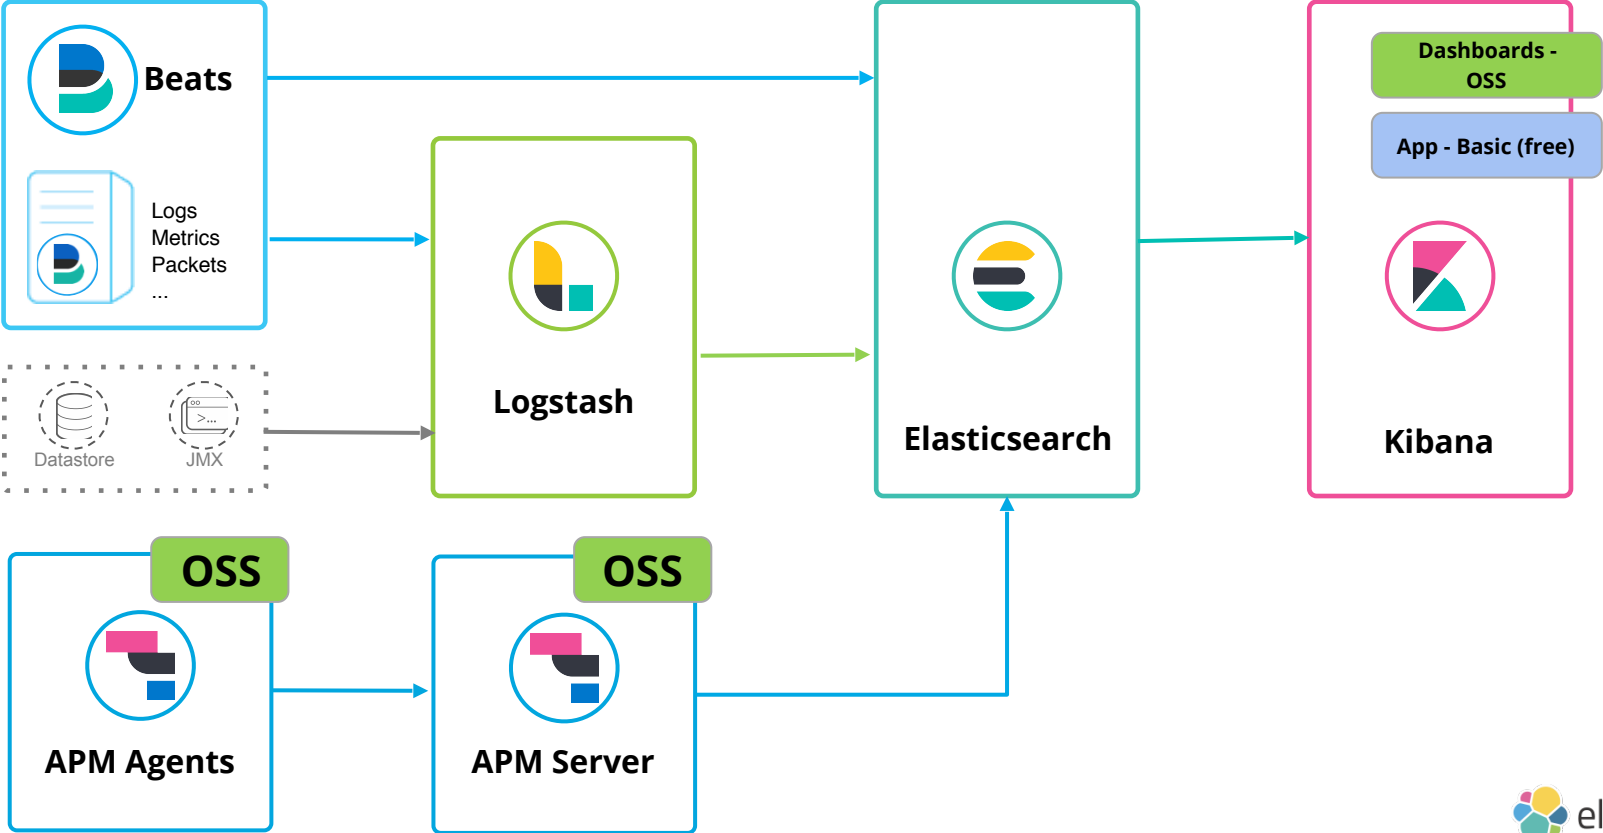 Beats
Logs
Metrics
Packets
...
Datastore
>...
JMX
Logstash
Elasticsearch
Dashboards -
OSS
App - Basic (free)
Kibana
OSS
APM Agents
OSS
APM Server
el